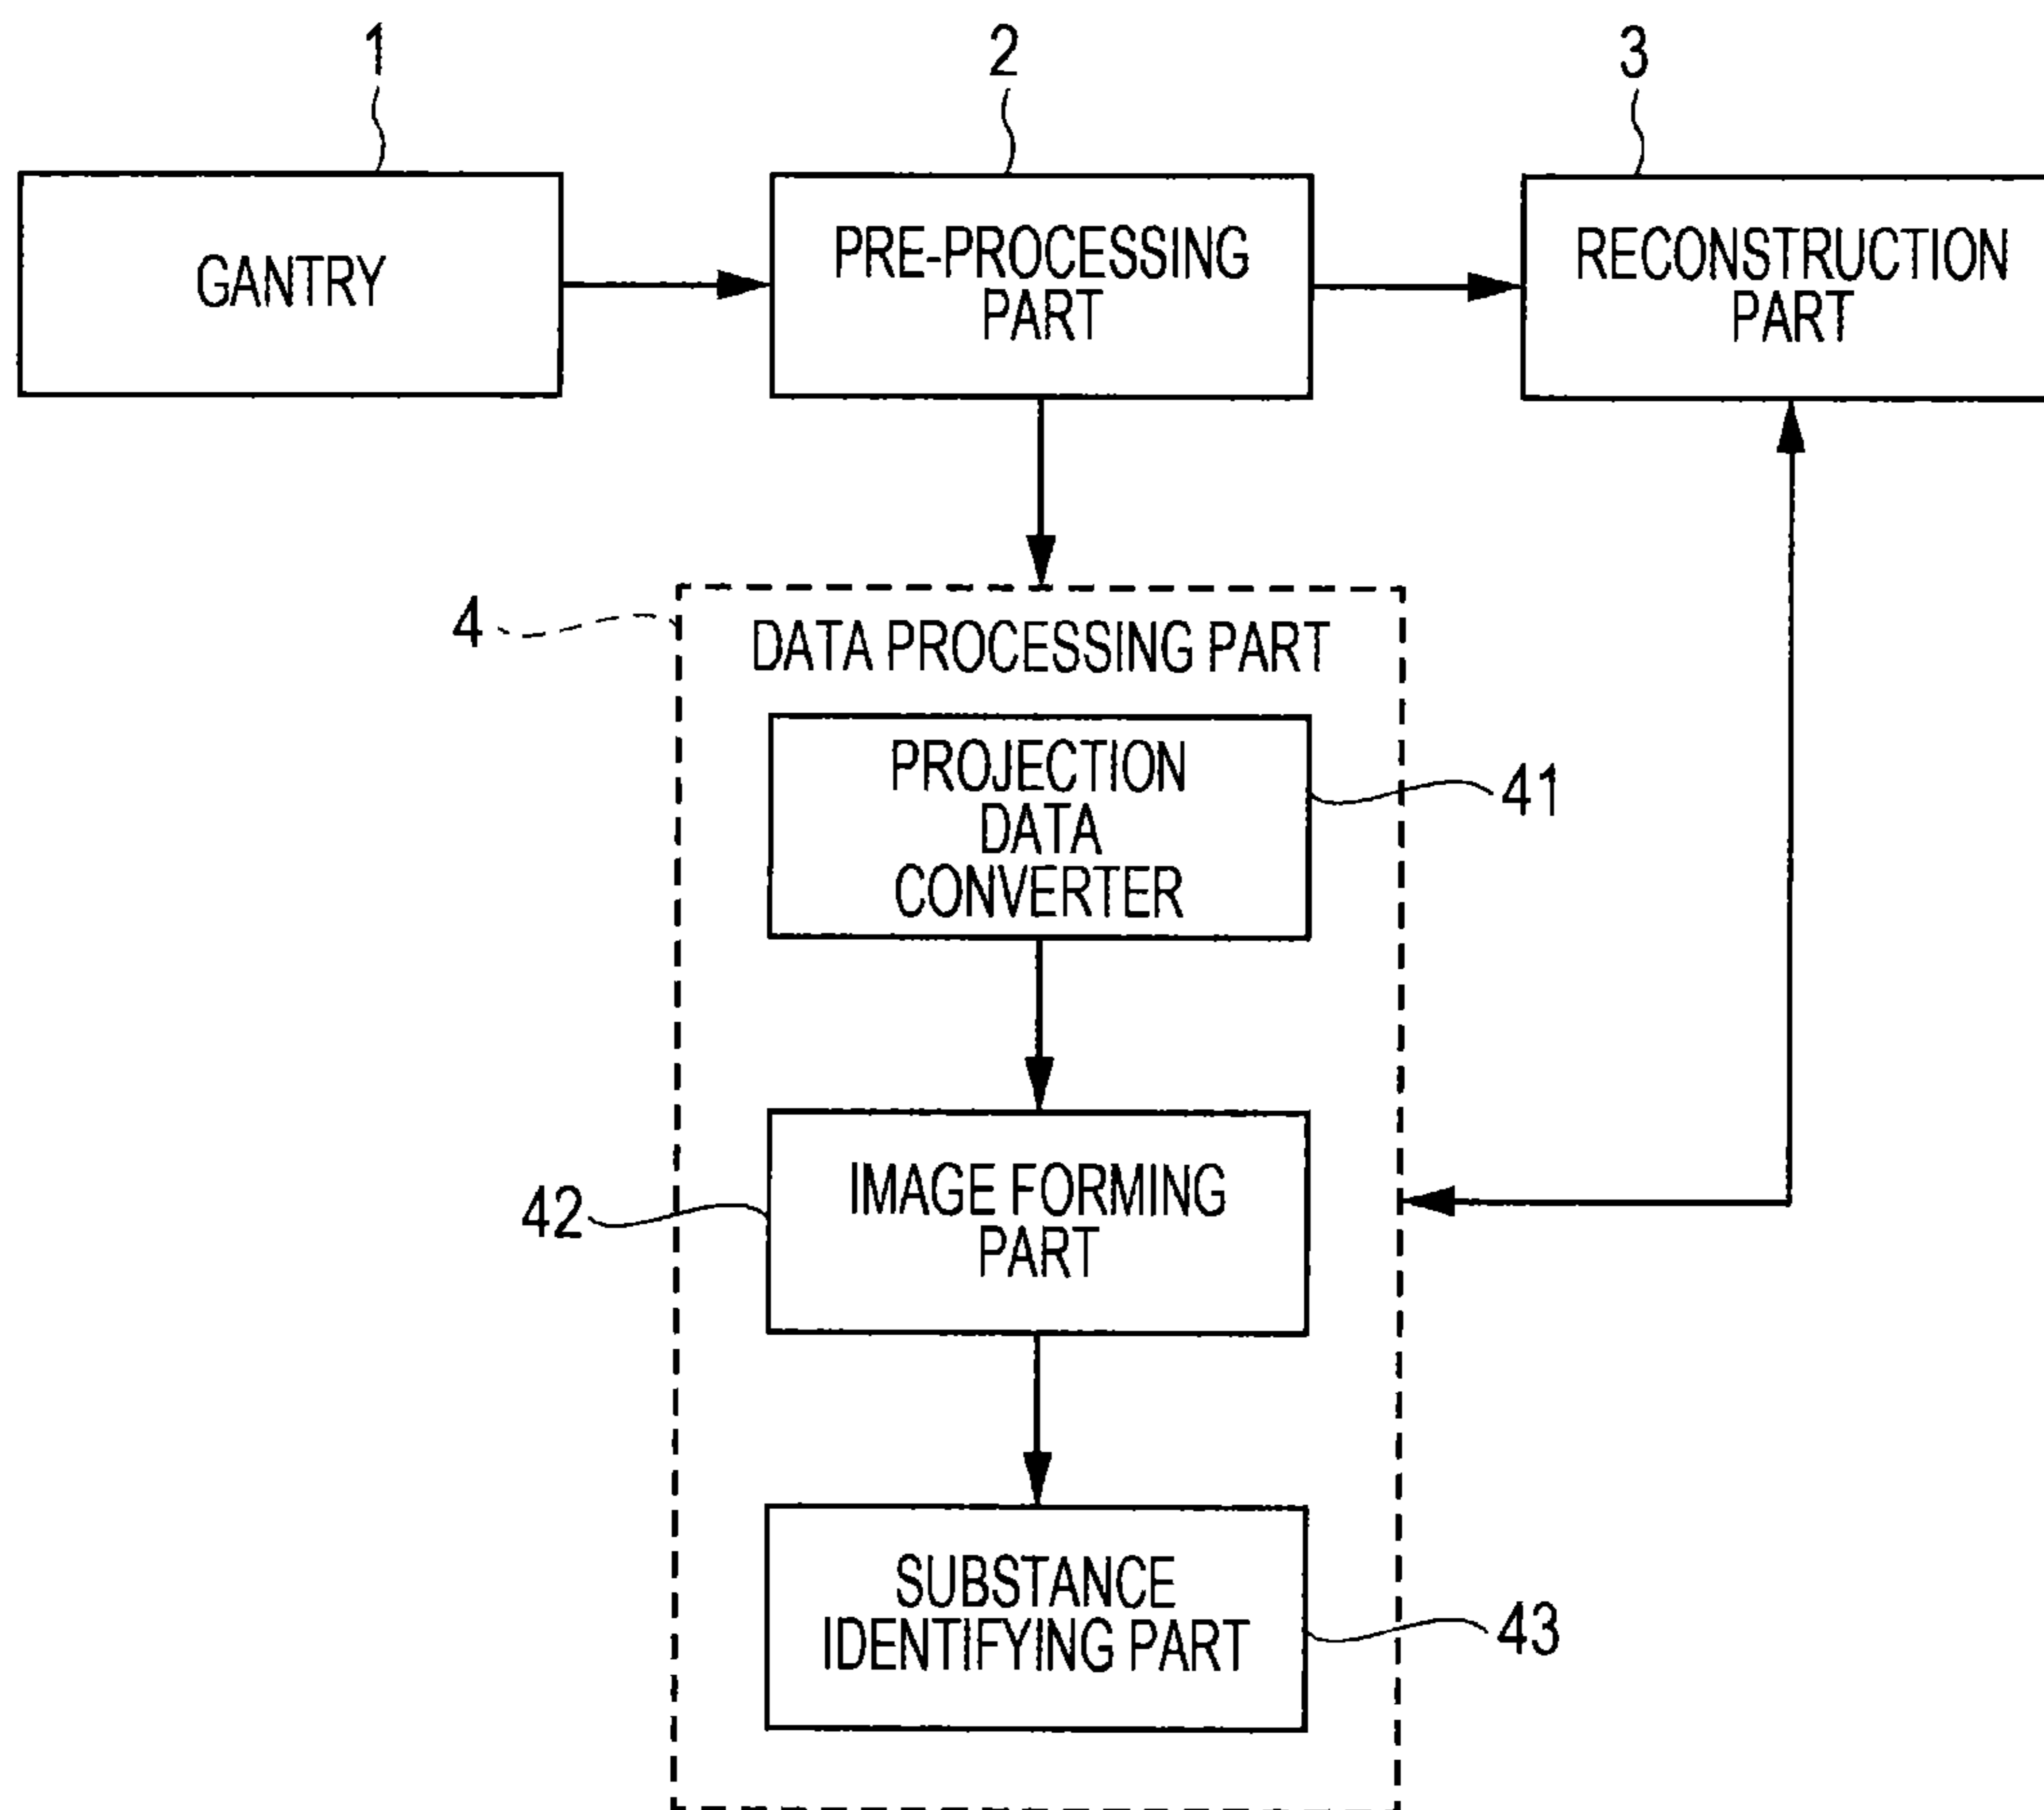 1
2
3
GANTRY
PRE-PROCESSING
PART
RECONSTRUCTION
PART
4
DATA PROCESSING PART
PROJECTION
DATA
CONVERTER
41
42
IMAGE FORMING
PART
SUBSTANCE
IDENTIFYING PART
43